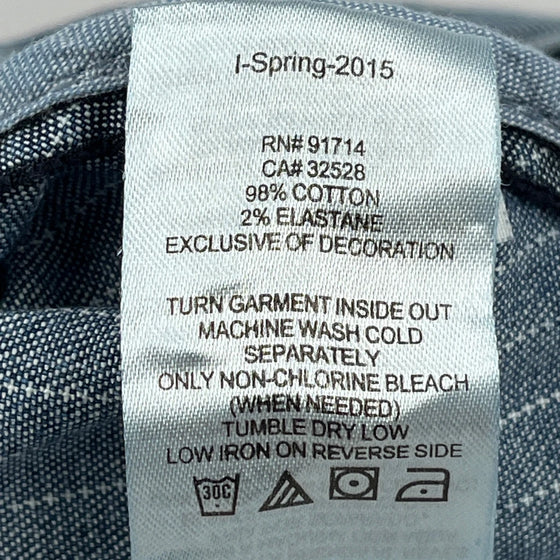 I-Spring-2015
RN# 91714
CA# 32528
98% COTTON
2% ELASTANE
EXCLUSIVE OF DECORATION
TURN GARMENT INSIDE OUT
MACHINE WASH COLD
SEPARATELY
ONLY NON-CHLORINE BLEACH
(WHEN NEEDED)
TUMBLE DRY LOW
LOW IRON ON REVERSE SIDE
30C